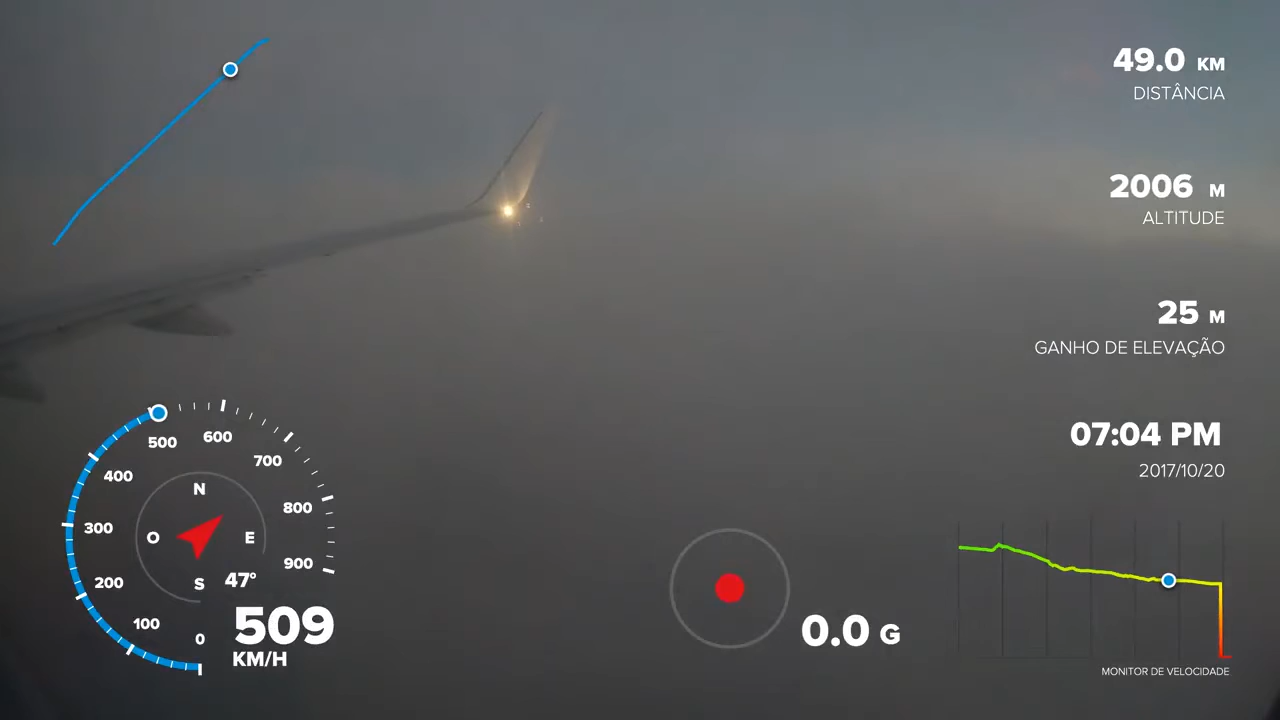 49.0 KM
DISTÂNCIA
2006 M
ALTITUDE
25 M
GANHO DE ELEVAÇÃO
07:04 PM
2017/10/20
500 600
400 700
N
800
300 O E
900
200 S 47°
100 0 509
KM/H
0.0 G
MONITOR DE VELOCIDADE